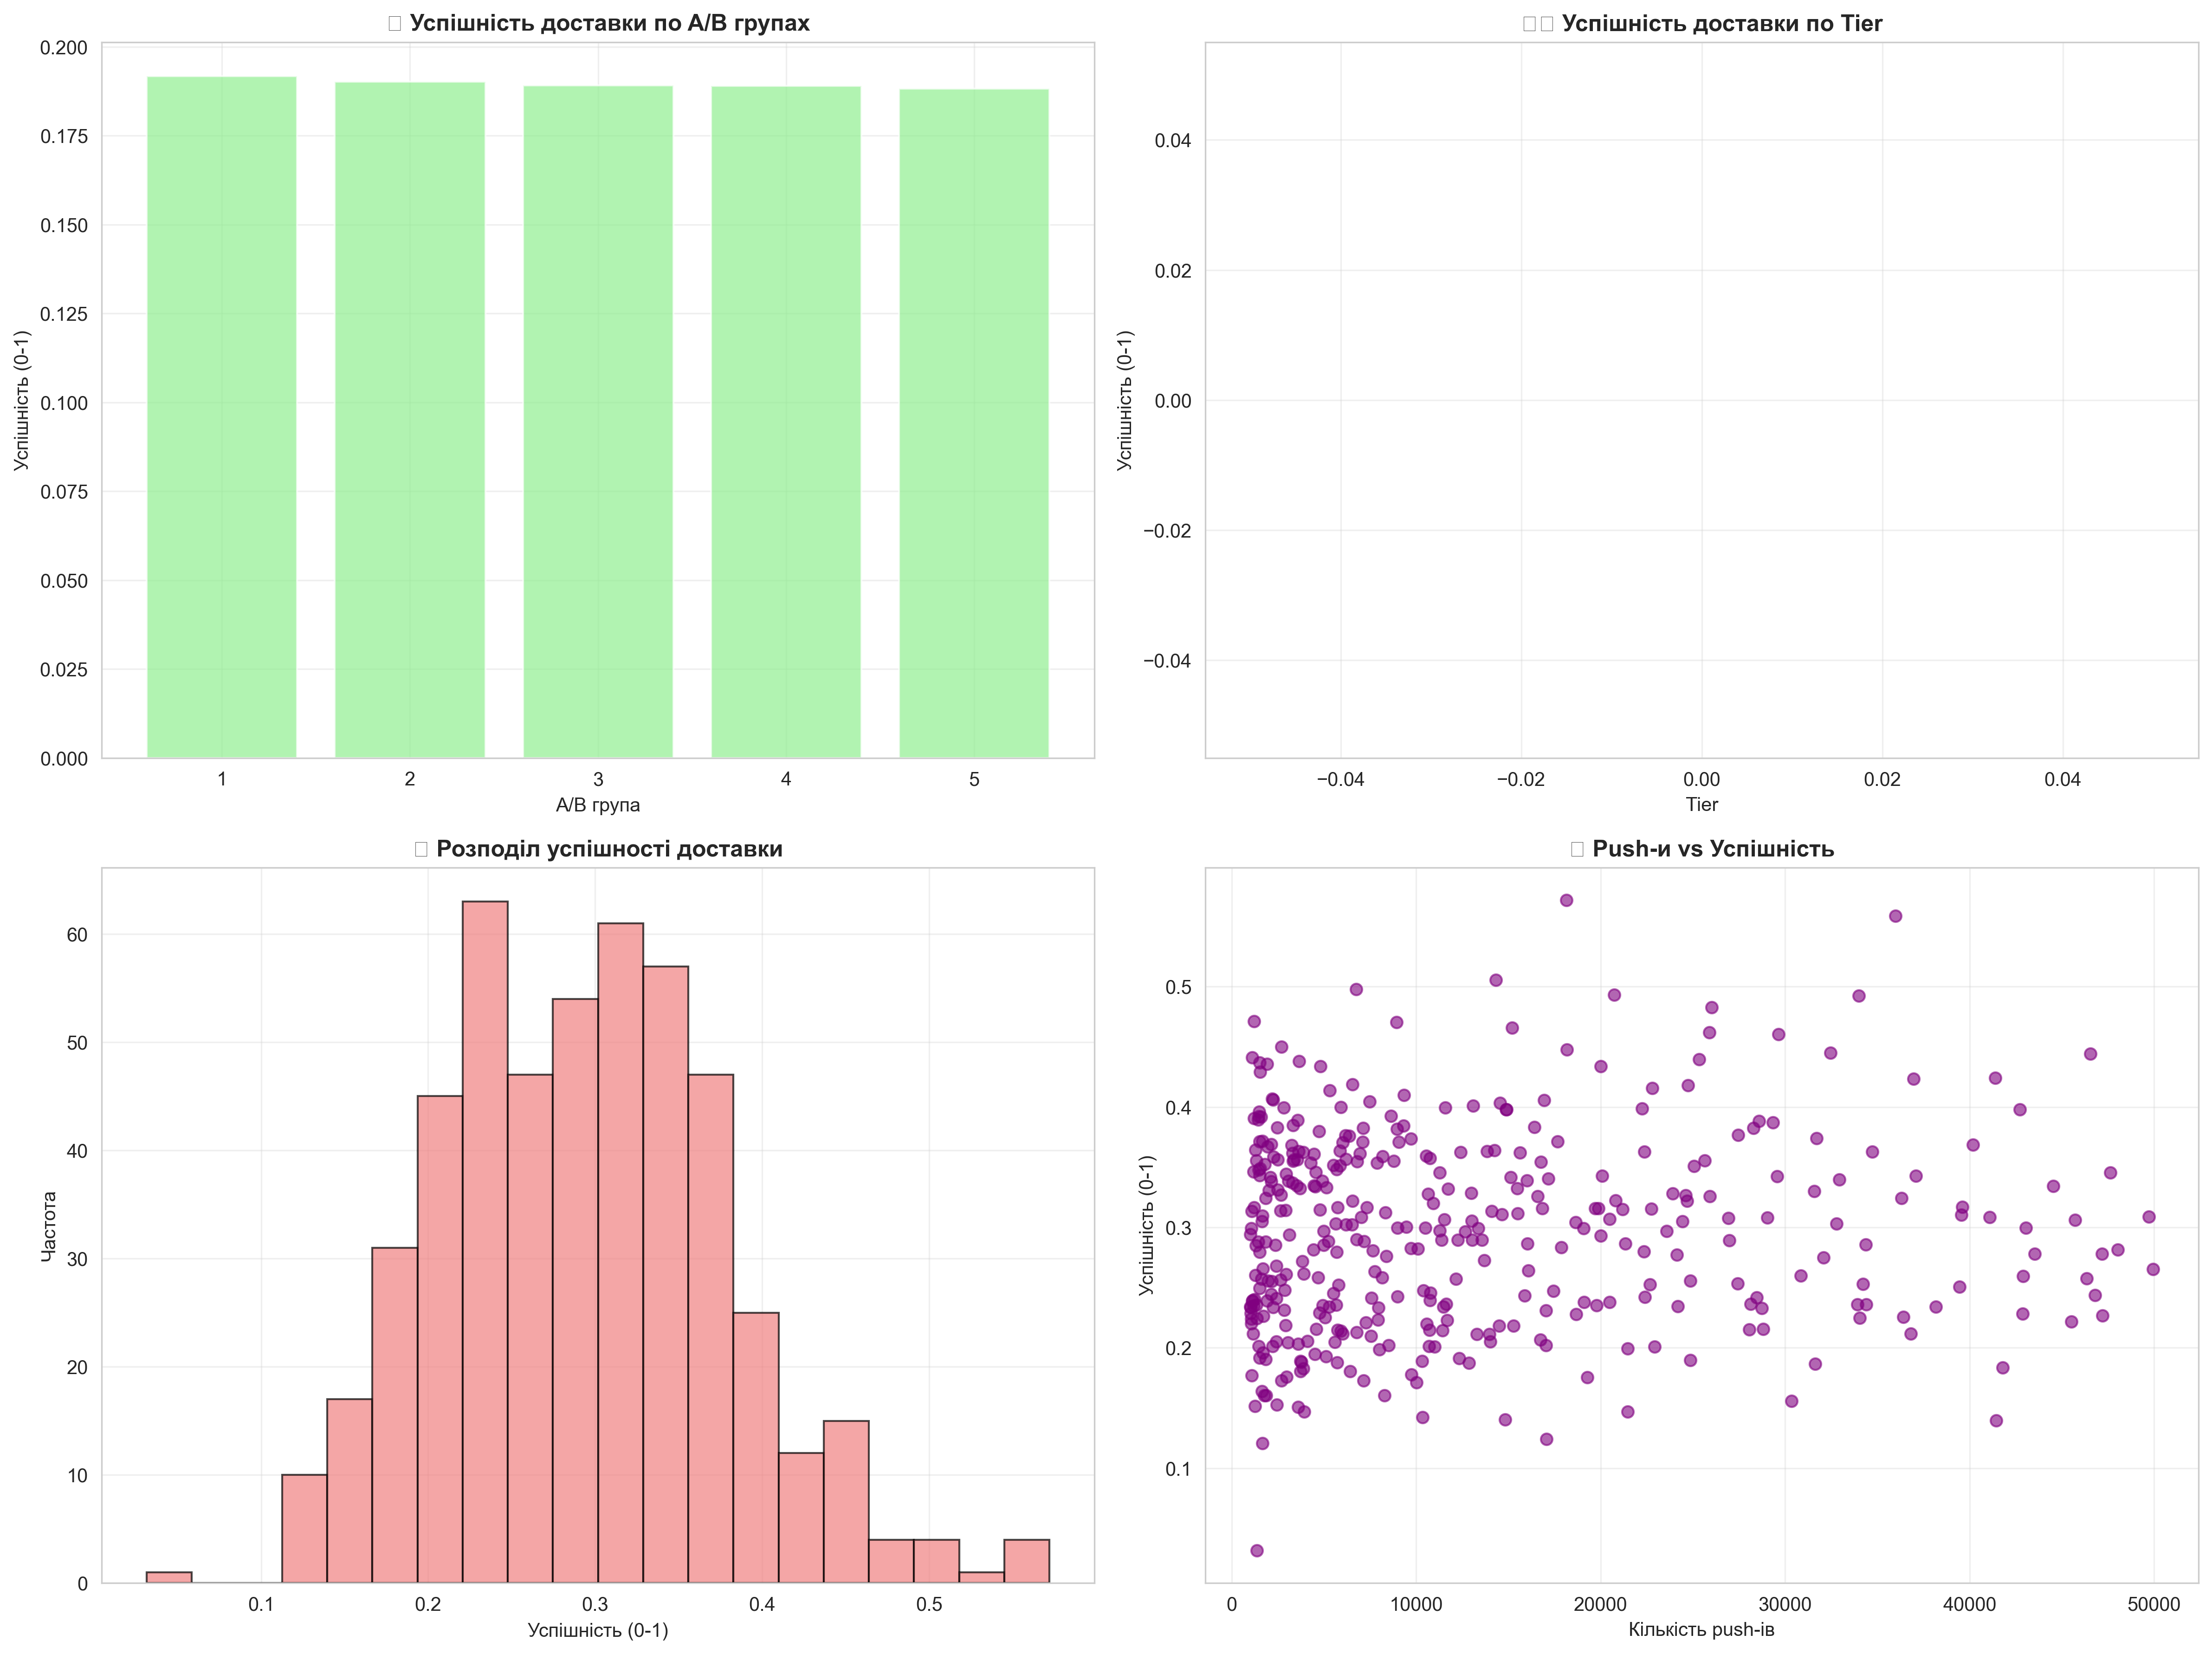 Успішність доставки по A/B групах
0.200
0.175
0.150
0.125
0.100
0.075
0.050
0.025
0.000
Успішність (0-1)
1 2 3 4 5
A/B група
Успішність доставки по Tier
0.04
0.02
0.00
−0.02
−0.04
Успішність (0-1)
−0.04 −0.02 0.00 0.02 0.04
Tier
Розподіл успішності доставки
60
50
40
30
20
10
0
Частота
0.1 0.2 0.3 0.4 0.5
Успішність (0-1)
Push-и vs Успішність
0.5
0.4
0.3
0.2
0.1
Успішність (0-1)
0 10000 20000 30000 40000 50000
Кількість push-ів